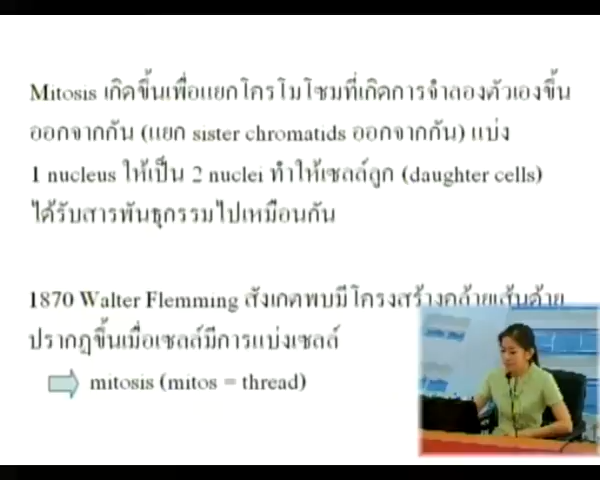 Mitosis เกิดขึ้นเพื่อแยกโครโมโซมที่เกิดการจำลองตัวเองขึ้น
ออกจากกัน (แยก sister chromatids ออกจากกัน) แบ่ง
1 nucleus ให้เป็น 2 nuclei ทำให้เซลล์ลูก (daughter cells)
ได้รับสารพันธุกรรมไปเหมือนกัน
1870 Walter Flemming สังเกตพบมีโครงสร้างคล้ายเส้นด้าย
ปรากฏขึ้นเมื่อเซลล์มีการแบ่งเซลล์
mitosis (mitos = thread)